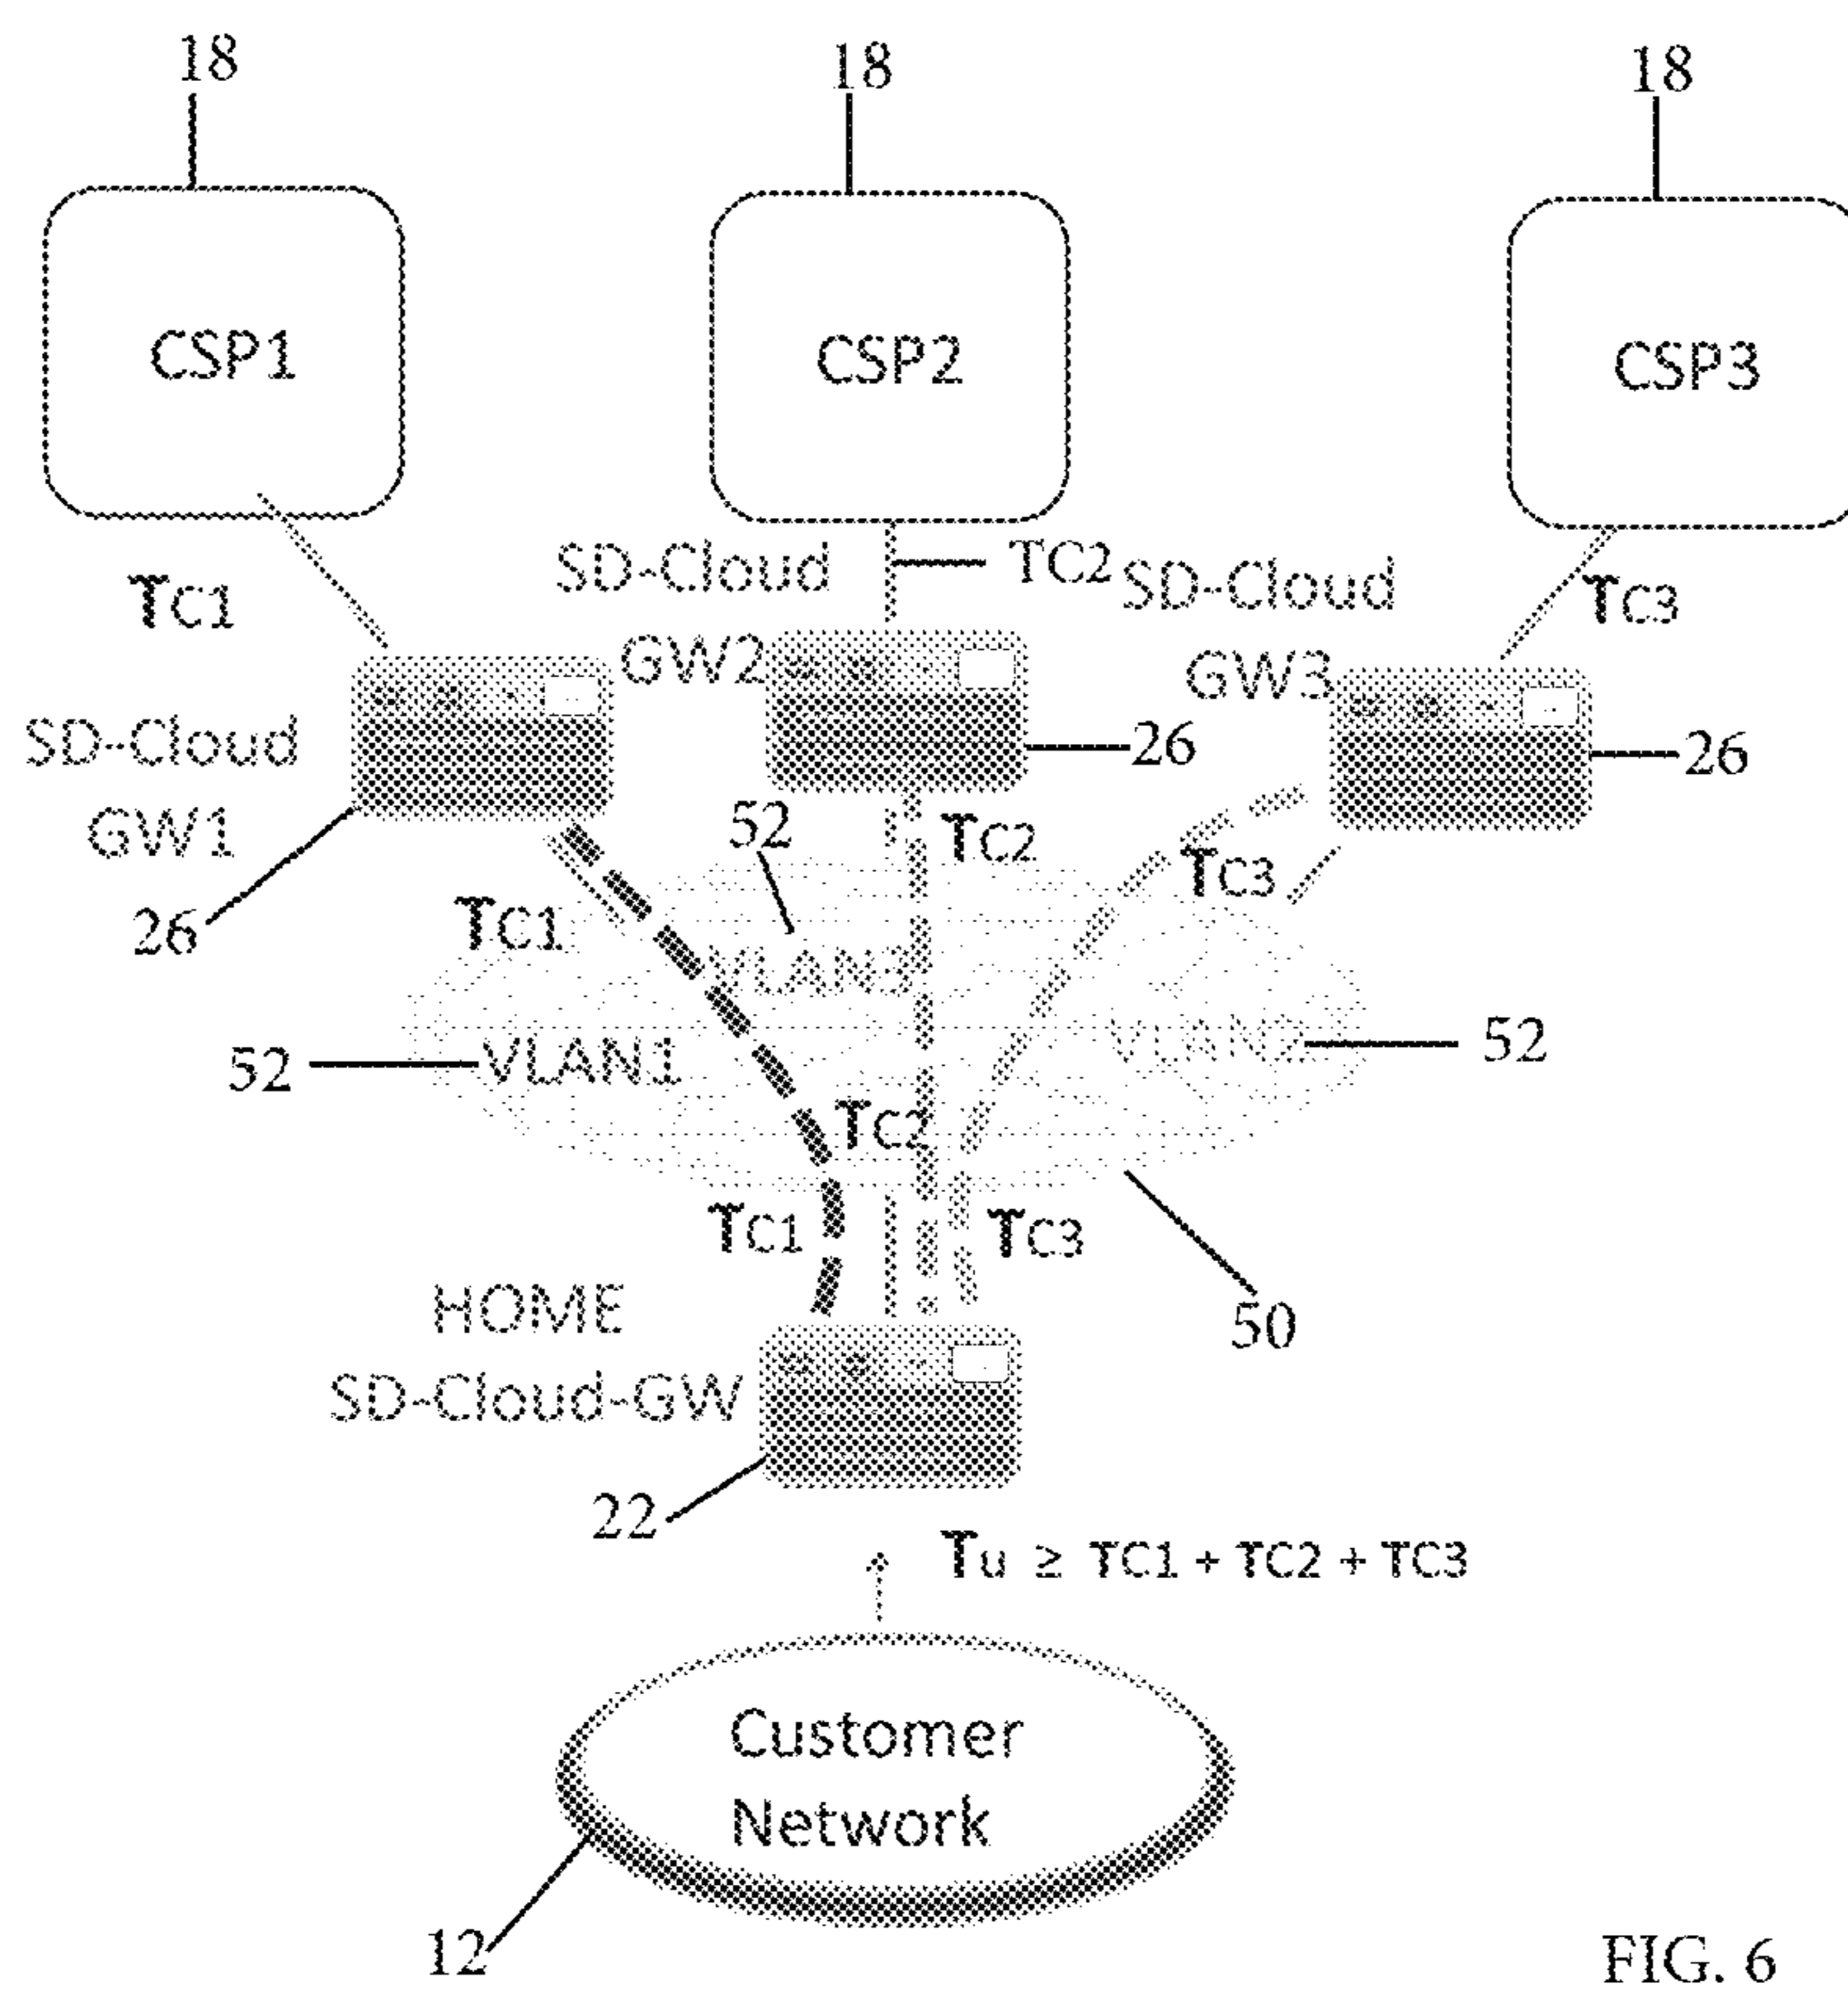 18
18
18
CSP1
CSP2
CSP3
SD-Cloud
GW2
TC2
SD-Cloud
GW3
TC1
TC3
SD-Cloud
GW1
26
26
26
52
TC2
TC3
TC1
VLAN3
52
VLAN1
VLAN2
52
TC2
TC1
TC3
50
HOME
SD-Cloud-GW
22
Tu ≥ TC1 + TC2 + TC3
Customer
Network
12
FIG. 6